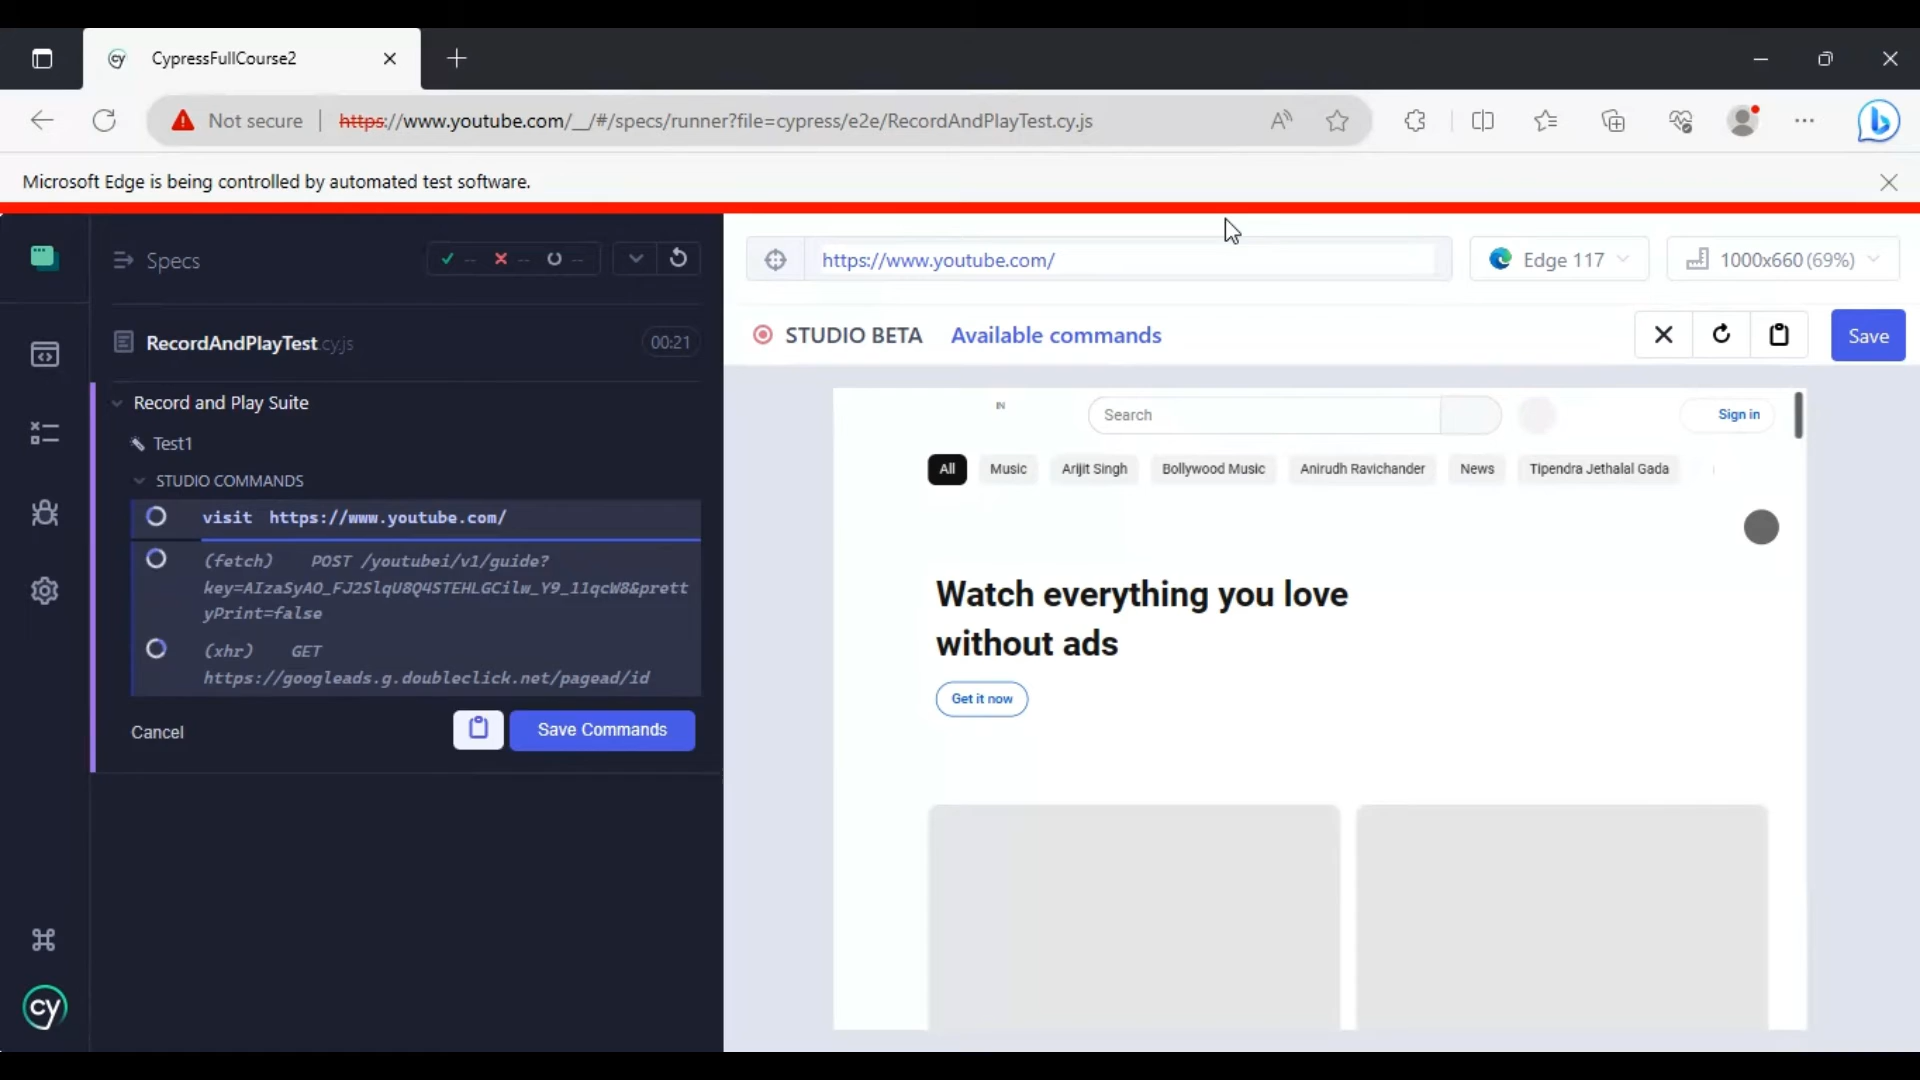 CypressFullCourse2
Not secure
https://www.youtube.com/__/#/specs/runner?file=cypress/e2e/RecordAndPlayTest.cy.js
Microsoft Edge is being controlled by automated test software.
Specs
-- -- --
https://www.youtube.com/
Edge 117
1000x660 (69%)
RecordAndPlayTest.cy.js
00:21
STUDIO BETA
Available commands
Save
Record and Play Suite
Test1
STUDIO COMMANDS
visit https://www.youtube.com/
(fetch) POST /youtubei/v1/guide?
key=AIzaSyAO_FJ2SlqU8Q4STEHLGCilw_Y9_11qcW8&prett
yPrint=false
(xhr) GET
https://googleads.g.doubleclick.net/pagead/id
Cancel
Save Commands
cy
IN
Search
Sign in
All
Music
Arijit Singh
Bollywood Music
Anirudh Ravichander
News
Tipendra Jethalal Gada
Watch everything you love
without ads
Get it now